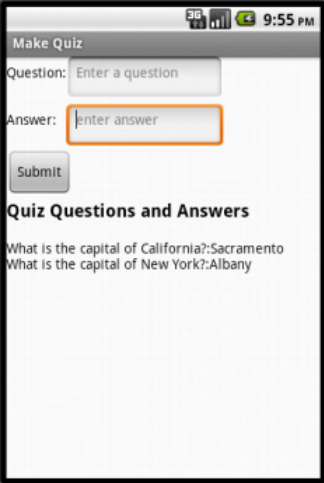 3G 9:55 PM
Make Quiz
Question: Enter a question
Answer: enter answer
Submit
Quiz Questions and Answers
What is the capital of California?:Sacramento
What is the capital of New York?:Albany